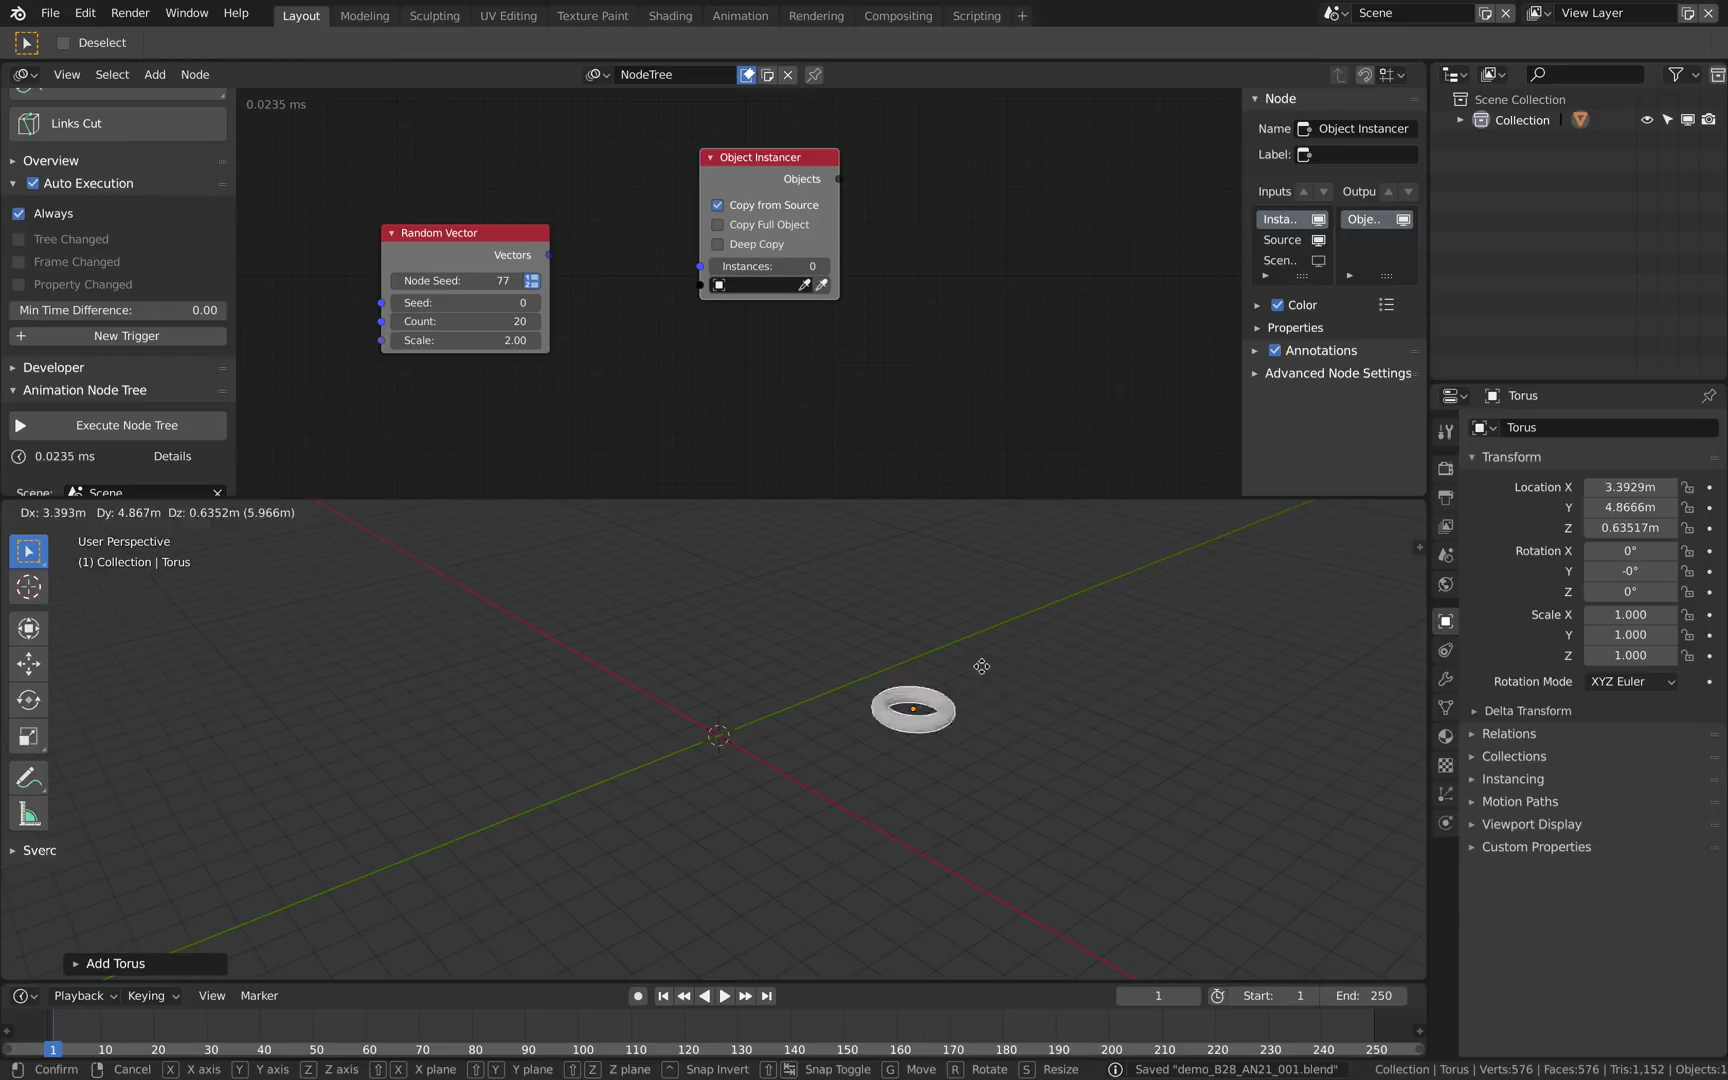 File Edit Render Window Help Layout Modeling Sculpting UV Editing Texture Paint Shading Animation Rendering Compositing Scripting + Scene View Layer
Deselect
View Select Add Node NodeTree
Links Cut
Overview
Auto Execution
Always
Tree Changed
Frame Changed
Property Changed
Min Time Difference: 0.00
New Trigger
Developer
Animation Node Tree
Execute Node Tree
0.0235 ms Details
Scene: Scene
0.0235 ms
Random Vector
Vectors
Node Seed: 77
Seed: 0
Count: 20
Scale: 2.00
Object Instancer
Objects
Copy from Source
Copy Full Object
Deep Copy
Instances: 0
Node
Name Object Instancer
Label:
Inputs Outpu
Insta.. Obje..
Source
Scen..
Color
Properties
Annotations
Advanced Node Settings
Scene Collection
Collection
Torus
Torus
Transform
Location X 3.3929m
Y 4.8666m
Z 0.63517m
Rotation X 0°
Y -0°
Z 0°
Scale X 1.000
Y 1.000
Z 1.000
Rotation Mode XYZ Euler
Delta Transform
Relations
Collections
Instancing
Motion Paths
Viewport Display
Custom Properties
Dx: 3.393m Dy: 4.867m Dz: 0.6352m (5.966m)
User Perspective
(1) Collection | Torus
Sverc
Add Torus
Playback Keying View Marker 1 Start: 1 End: 250
1 10 20 30 40 50 60 70 80 90 100 110 120 130 140 150 160 170 180 190 200 210 220 230 240 250
Confirm Cancel X X axis Y Y axis Z Z axis X X plane Y Y plane Z Z plane ^ Snap Invert Snap Toggle G Move R Rotate S Resize Saved "demo_B28_AN21_001.blend" Collection | Torus | Verts:576 | Faces:576 | Tris:1,152 | Objects:1